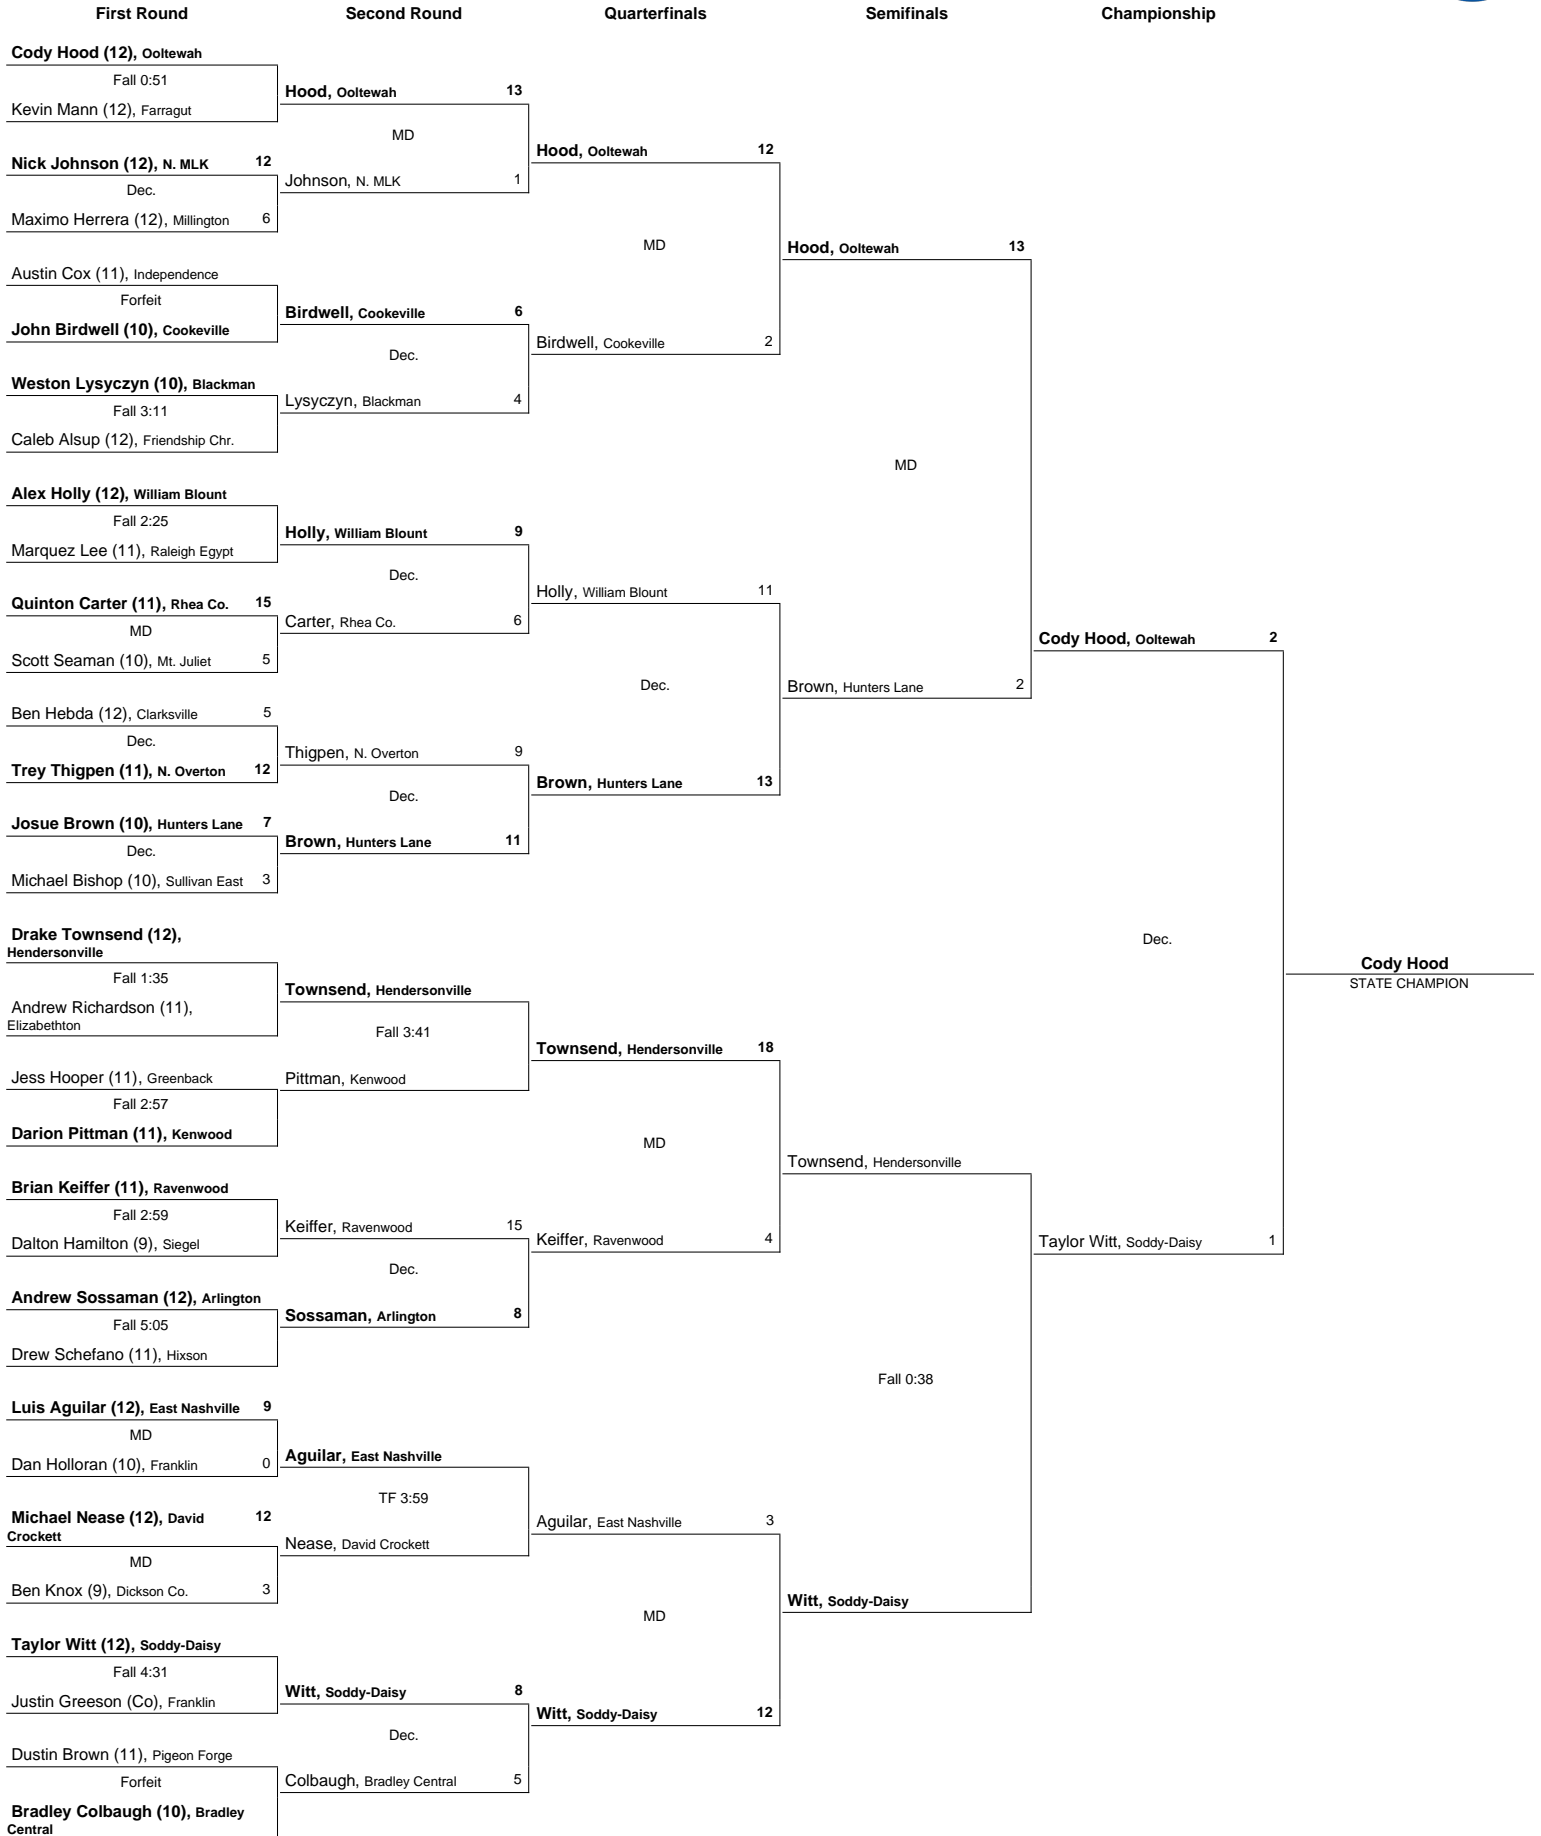 First Round
Second Round
Quarterfinals
Semifinals
Championship
Cody Hood (12), Ooltewah
Fall 0:51
Kevin Mann (12), Farragut
Nick Johnson (12), N. MLK 12
Dec.
Maximo Herrera (12), Millington 6
Austin Cox (11), Independence
Forfeit
John Birdwell (10), Cookeville
Weston Lysyczyn (10), Blackman
Fall 3:11
Caleb Alsup (12), Friendship Chr.
Alex Holly (12), William Blount
Fall 2:25
Marquez Lee (11), Raleigh Egypt
Quinton Carter (11), Rhea Co. 15
MD
Scott Seaman (10), Mt. Juliet 5
Ben Hebda (12), Clarksville 5
Dec.
Trey Thigpen (11), N. Overton 12
Josue Brown (10), Hunters Lane 7
Dec.
Michael Bishop (10), Sullivan East 3
Drake Townsend (12),
Hendersonville
Fall 1:35
Andrew Richardson (11),
Elizabethton
Jess Hooper (11), Greenback
Fall 2:57
Darion Pittman (11), Kenwood
Brian Keiffer (11), Ravenwood
Fall 2:59
Dalton Hamilton (9), Siegel
Andrew Sossaman (12), Arlington
Fall 5:05
Drew Schefano (11), Hixson
Luis Aguilar (12), East Nashville 9
MD
Dan Holloran (10), Franklin 0
Michael Nease (12), David 12
Crockett
MD
Ben Knox (9), Dickson Co. 3
Taylor Witt (12), Soddy-Daisy
Fall 4:31
Justin Greeson (Co), Franklin
Dustin Brown (11), Pigeon Forge
Forfeit
Bradley Colbaugh (10), Bradley
Central
Hood, Ooltewah 13
MD
Johnson, N. MLK 1
Birdwell, Cookeville 6
Dec.
Lysyczyn, Blackman 4
Holly, William Blount 9
Dec.
Carter, Rhea Co. 6
Thigpen, N. Overton 9
Dec.
Brown, Hunters Lane 11
Townsend, Hendersonville
Fall 3:41
Pittman, Kenwood
Keiffer, Ravenwood 15
Dec.
Sossaman, Arlington 8
Aguilar, East Nashville
TF 3:59
Nease, David Crockett
Witt, Soddy-Daisy 8
Dec.
Colbaugh, Bradley Central 5
Hood, Ooltewah 12
MD
Birdwell, Cookeville 2
Holly, William Blount 11
Dec.
Brown, Hunters Lane 13
Townsend, Hendersonville 18
MD
Keiffer, Ravenwood 4
Aguilar, East Nashville 3
MD
Witt, Soddy-Daisy 12
Hood, Ooltewah 13
MD
Brown, Hunters Lane 2
Townsend, Hendersonville
Fall 0:38
Witt, Soddy-Daisy
Cody Hood, Ooltewah 2
Dec.
Taylor Witt, Soddy-Daisy 1
Cody Hood
STATE CHAMPION